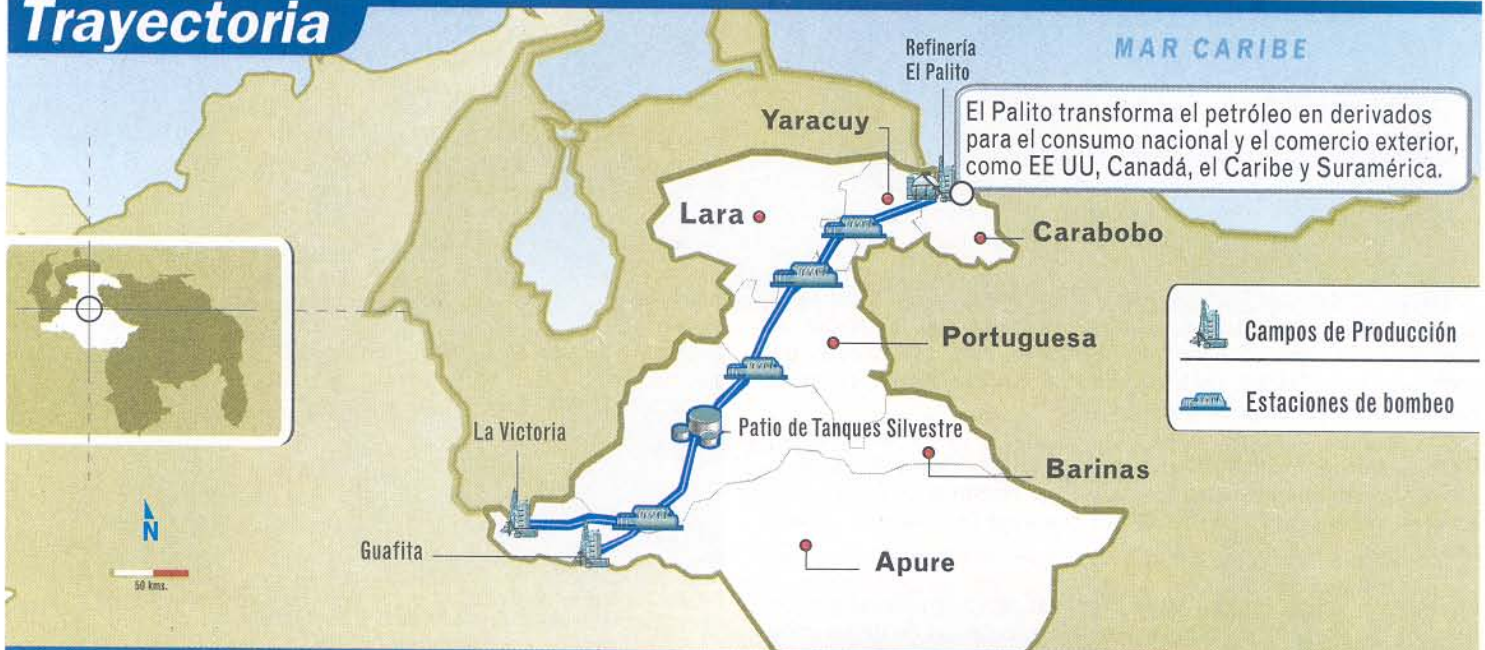 Trayectoria
MAR CARIBE
Refinería
El Palito
El Palito transforma el petróleo en derivados
para el consumo nacional y el comercio exterior,
como EE UU, Canadá, el Caribe y Suramérica.
Yaracuy
Lara
Carabobo
Portuguesa
Campos de Producción
Estaciones de bombeo
Patio de Tanques Silvestre
La Victoria
Barinas
N
Guafita
Apure
50 kms.